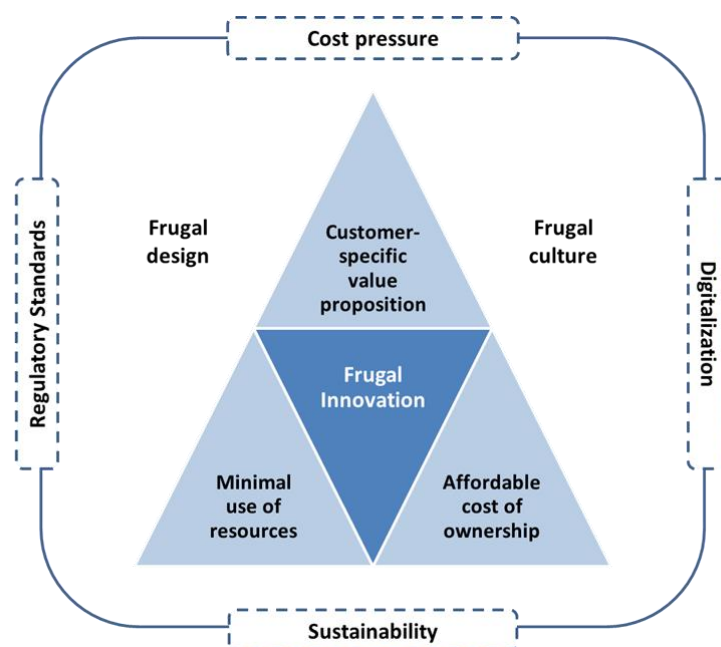 Cost pressure
Regulatory Standards
Frugal
design
Customer-
specific
value
proposition
Frugal
culture
Digitalization
Frugal
Innovation
Minimal
use of
resources
Affordable
cost of
ownership
Sustainability